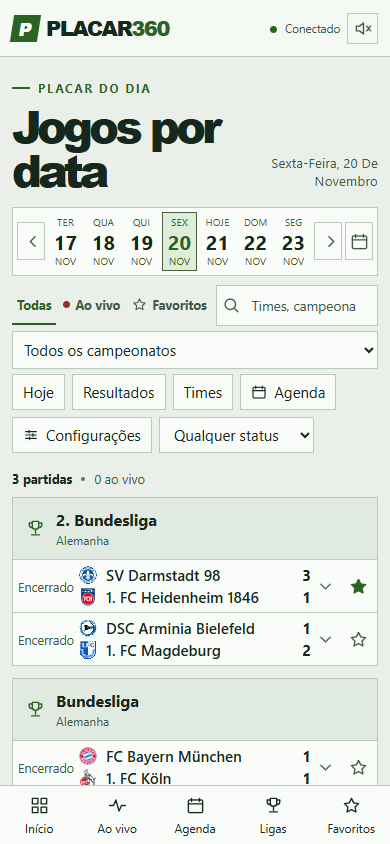 P PLACAR360
Conectado
PLACAR DO DIA
Jogos por
data
Sexta-Feira, 20 De
Novembro
TER QUA QUI SEX HOJE DOM SEG
17 18 19 20 21 22 23
NOV NOV NOV NOV NOV NOV NOV
Todas Ao vivo Favoritos Times, campeona
Todos os campeonatos
Hoje Resultados Times Agenda
Configurações Qualquer status
3 partidas • 0 ao vivo
2. Bundesliga
Alemanha
Encerrado
SV Darmstadt 98 3
1. FC Heidenheim 1846 1
Encerrado
DSC Arminia Bielefeld 1
1. FC Magdeburg 2
Bundesliga
Alemanha
Encerrado
FC Bayern München 1
1. FC Köln 1
Início Ao vivo Agenda Ligas Favoritos